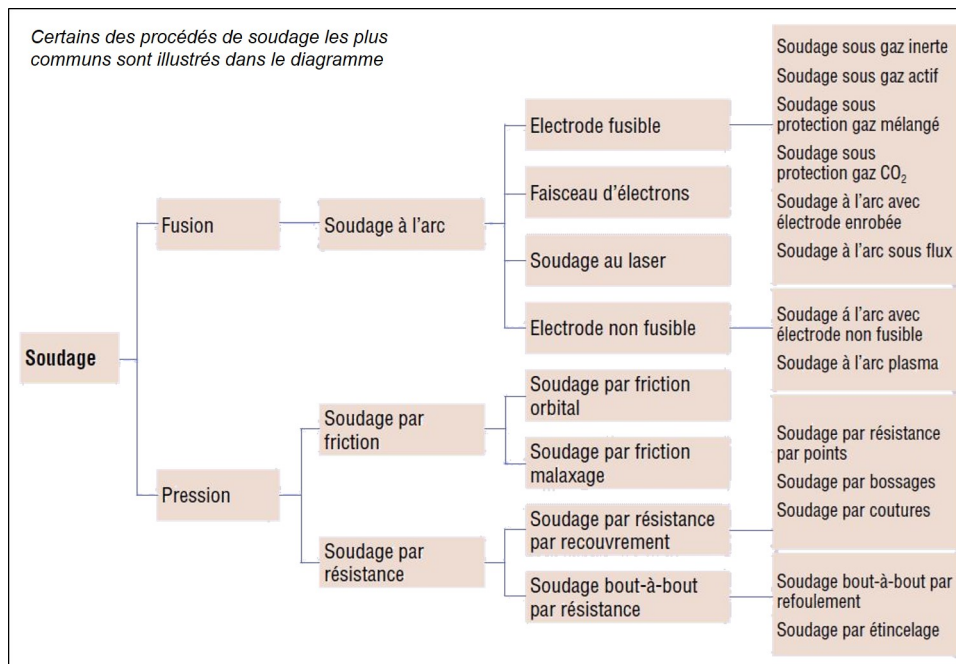 Certains des procédés de soudage les plus
communs sont illustrés dans le diagramme
Soudage
Fusion
Pression
Soudage à l'arc
Soudage par
friction
Soudage par
résistance
Electrode fusible
Faisceau d'électrons
Soudage au laser
Electrode non fusible
Soudage par friction
orbital
Soudage par friction
malaxage
Soudage par résistance
par recouvrement
Soudage bout-à-bout
par résistance
Soudage sous gaz inerte
Soudage sous gaz actif
Soudage sous
protection gaz mélangé
Soudage sous
protection gaz CO₂
Soudage à l'arc avec
électrode enrobée
Soudage à l'arc sous flux
Soudage á l'arc avec
électrode non fusible
Soudage à l'arc plasma
Soudage par résistance
par points
Soudage par bossages
Soudage par coutures
Soudage bout-à-bout par
refoulement
Soudage par étincelage